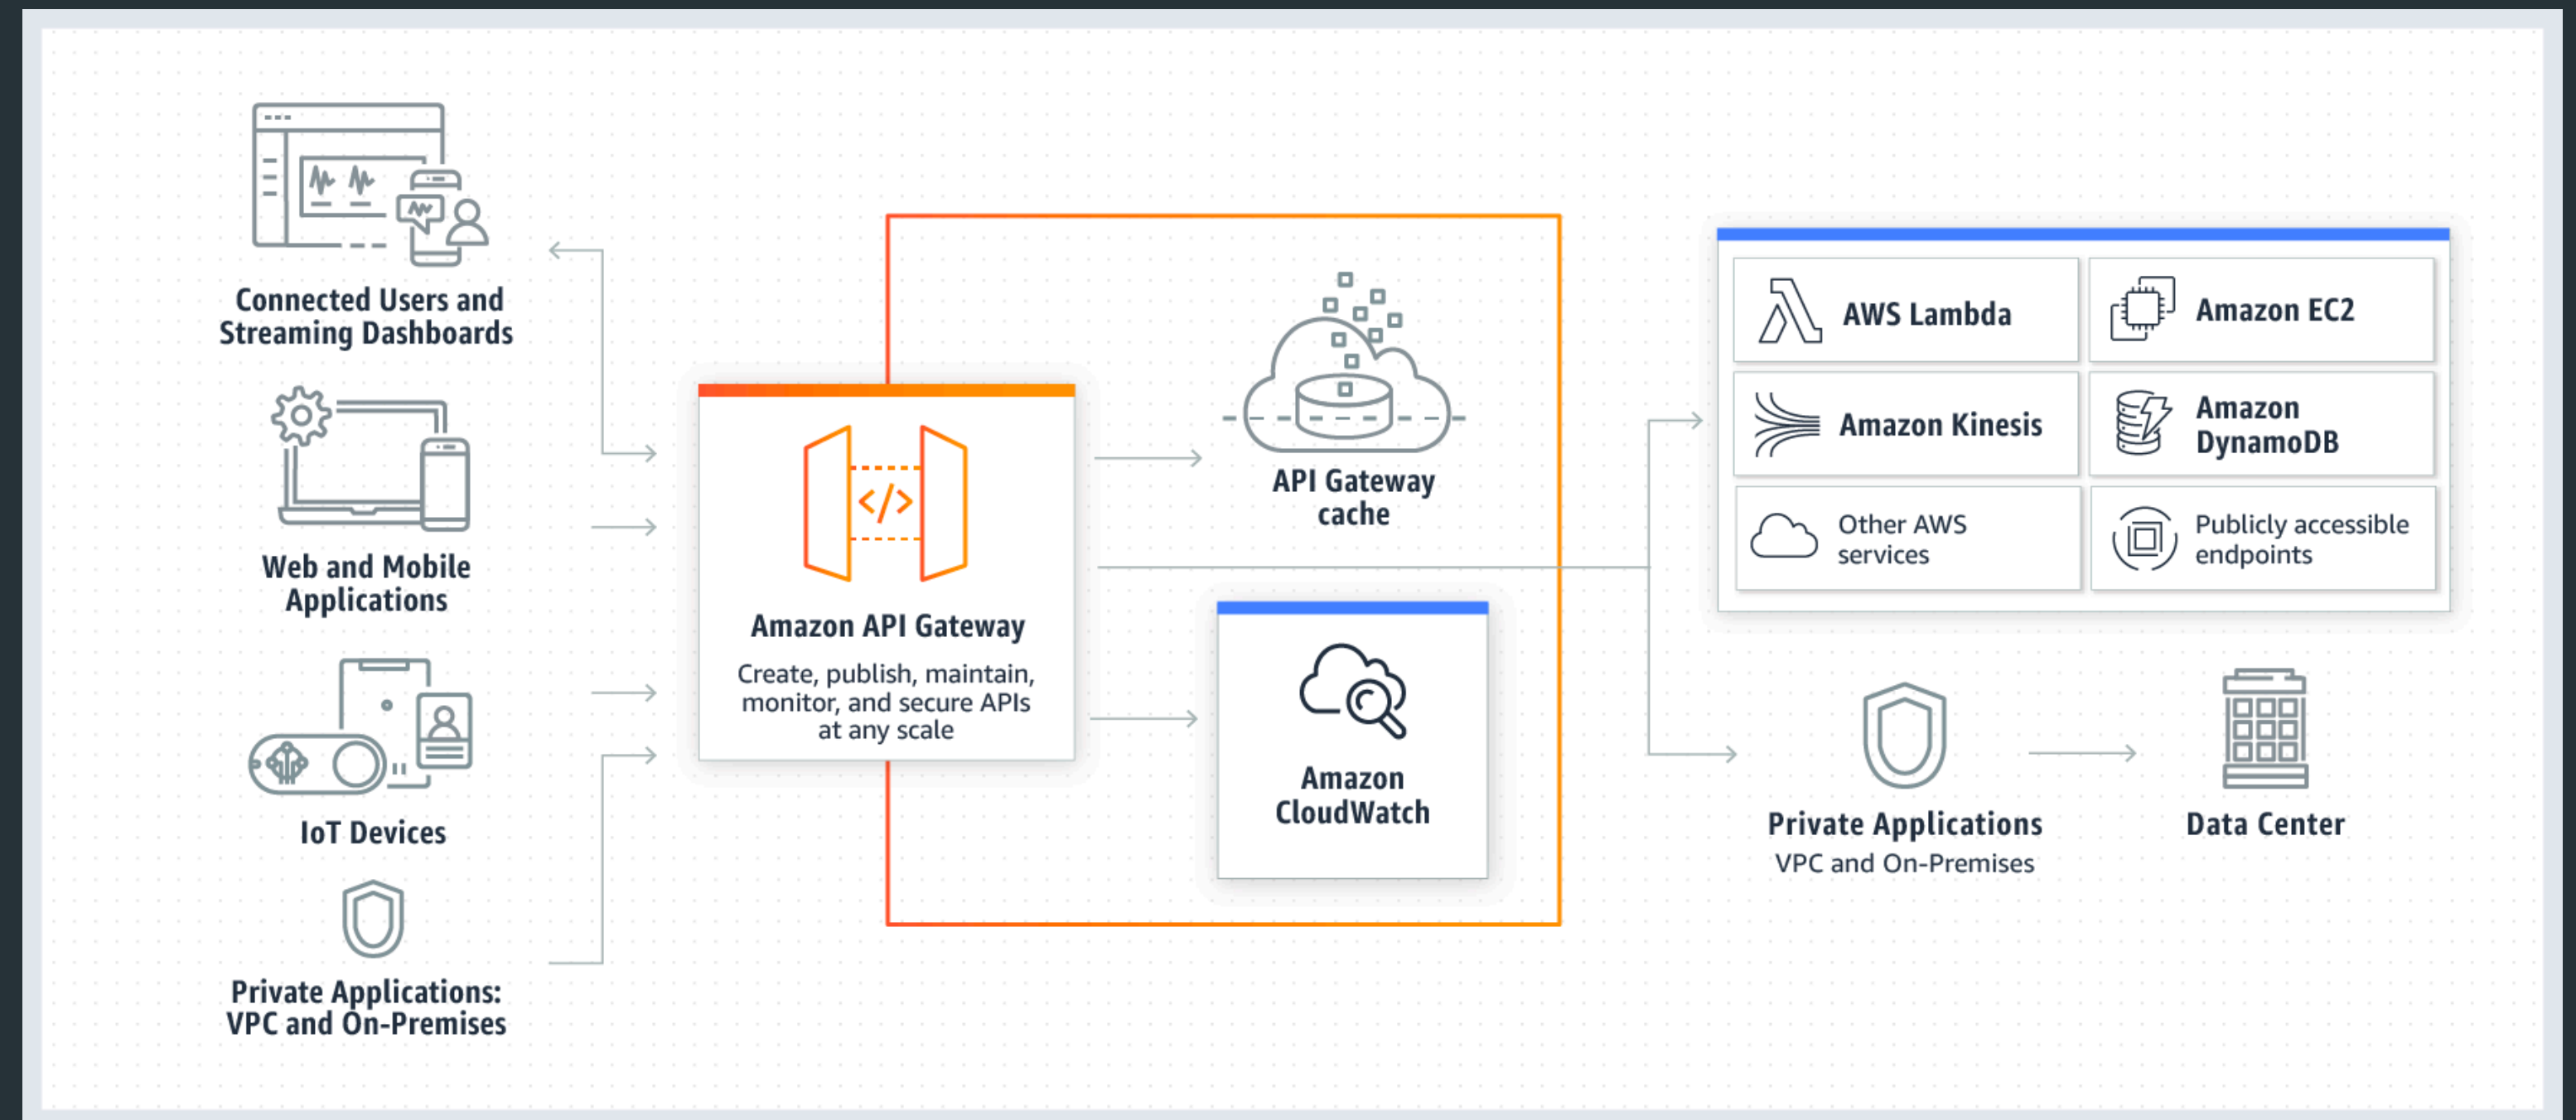 Connected Users and
Streaming Dashboards
Web and Mobile
Applications
IoT Devices
Private Applications:
VPC and On-Premises
</>
Amazon API Gateway
Create, publish, maintain,
monitor, and secure APIs
at any scale
API Gateway
cache
Amazon
CloudWatch
AWS Lambda
Amazon EC2
Amazon Kinesis
Amazon
DynamoDB
Other AWS
services
Publicly accessible
endpoints
Private Applications
VPC and On-Premises
Data Center